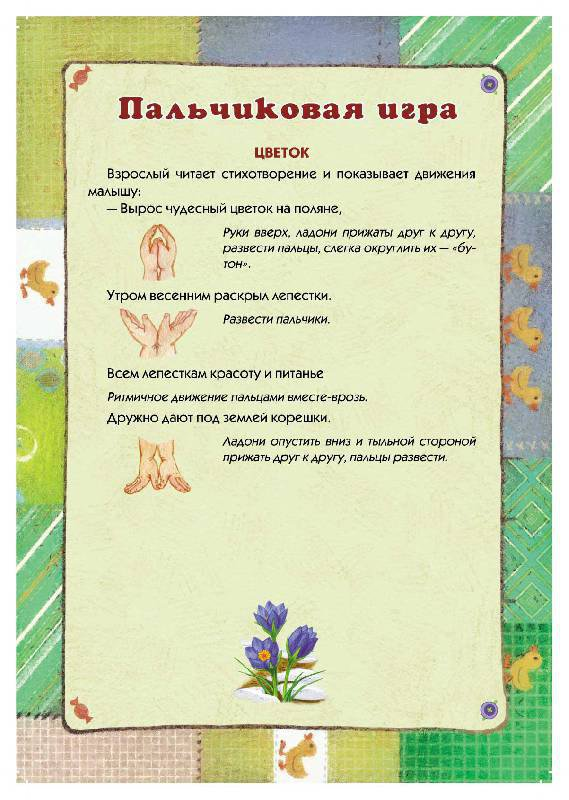 Пальчиковая игра
ЦВЕТОК
Взрослый читает стихотворение и показывает движения
малышу:
— Вырос чудесный цветок на поляне,
Руки вверх, ладони прижаты друг к другу,
развести пальцы, слегка округлить их — «бу-
тон».
Утром весенним раскрыл лепестки.
Развести пальчики.
Всем лепесткам красоту и питанье
Ритмичное движение пальцами вместе-врозь.
Дружно дают под землей корешки.
Ладони опустить вниз и тыльной стороной
прижать друг к другу, пальцы развести.